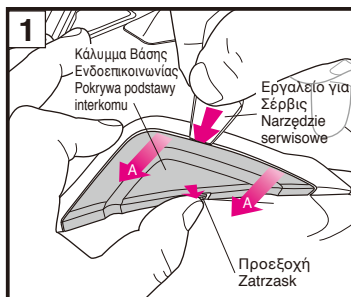 1
Κάλυμμα Βάσης
Ενδοεπικοινωνίας
Pokrywa podstawy
interkomu
Εργαλείο για
Σέρβις
Narzędzie
serwisowe
A
A
Προεξοχή
Zatrzask